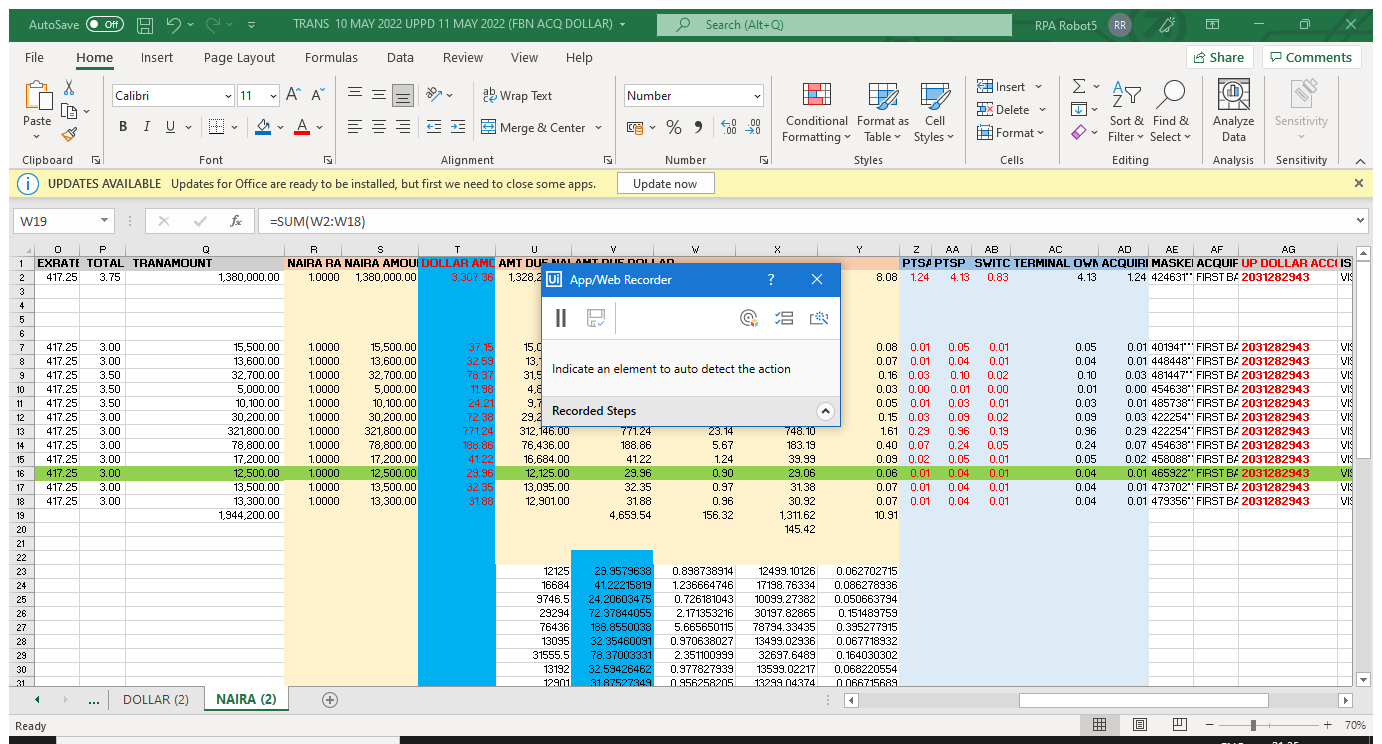 AutoSave Off TRANS 10 MAY 2022 UPPD 11 MAY 2022 (FBN ACQ DOLLAR) Search (Alt+Q) RPA Robot5 RR
File Home Insert Page Layout Formulas Data Review View Help Share Comments
Paste Calibri 11 Wrap Text Number Conditional Formatting Format as Table Cell Styles Insert Sort & Filter Find & Select Analyze Data Sensitivity
B I U Merge & Center % Delete
Format
Clipboard Font Alignment Number Styles Cells Editing Analysis Sensitivity
UPDATES AVAILABLE Updates for Office are ready to be installed, but first we need to close some apps. Update now
W19 fx =SUM(W2:W18)
O P Q R S T U V W X Y Z AA AB AC AD AE AF AG
1 EXRATE TOTAL TRANAMOUNT NAIRA RA NAIRA AMOU DOLLAR AMO AMT DUE NAI AMT DUE DOLLAR PTSA PTSP SWITC TERMINAL OWN ACQUIRI MASKE ACQUIF UP DOLLAR ACC IS
2 417.25 3.75 1,380,000.00 1.0000 1,380,000.00 3,307.36 1,328,2 8.08 1.24 4.13 0.83 4.13 1.24 424631** FIRST BA 2031282943 VIS
3
4
5
6
7 417.25 3.00 15,500.00 1.0000 15,500.00 37.15 15,0 0.08 0.01 0.05 0.01 0.05 0.01 401941** FIRST BA 2031282943 VIS
8 417.25 3.00 13,600.00 1.0000 13,600.00 32.59 13,1 0.07 0.01 0.04 0.01 0.04 0.01 448448** FIRST BA 2031282943 VIS
9 417.25 3.50 32,700.00 1.0000 32,700.00 78.37 31,5 0.16 0.03 0.10 0.02 0.10 0.03 481447** FIRST BA 2031282943 VIS
10 417.25 3.50 5,000.00 1.0000 5,000.00 11.98 4,8 0.03 0.00 0.01 0.00 0.01 0.00 454638** FIRST BA 2031282943 VIS
11 417.25 3.50 10,100.00 1.0000 10,100.00 24.21 9,7 0.05 0.01 0.03 0.01 0.03 0.01 485738** FIRST BA 2031282943 VIS
12 417.25 3.00 30,200.00 1.0000 30,200.00 72.38 29,2 0.15 0.03 0.09 0.02 0.09 0.03 422254** FIRST BA 2031282943 VIS
13 417.25 3.00 321,800.00 1.0000 321,800.00 771.24 312,146.00 771.24 23.14 748.10 1.61 0.29 0.96 0.19 0.96 0.29 422254** FIRST BA 2031282943 VIS
14 417.25 3.00 78,800.00 1.0000 78,800.00 188.86 76,436.00 188.86 5.67 183.19 0.40 0.07 0.24 0.05 0.24 0.07 454638** FIRST BA 2031282943 VIS
15 417.25 3.00 17,200.00 1.0000 17,200.00 41.22 16,684.00 41.22 1.24 39.99 0.09 0.02 0.05 0.01 0.05 0.02 458088** FIRST BA 2031282943 VIS
16 417.25 3.00 12,500.00 1.0000 12,500.00 29.96 12,125.00 29.96 0.90 29.06 0.06 0.01 0.04 0.01 0.04 0.01 465922** FIRST BA 2031282943 VIS
17 417.25 3.00 13,500.00 1.0000 13,500.00 32.35 13,095.00 32.35 0.97 31.38 0.07 0.01 0.04 0.01 0.04 0.01 473702** FIRST BA 2031282943 VIS
18 417.25 3.00 13,300.00 1.0000 13,300.00 31.88 12,901.00 31.88 0.96 30.92 0.07 0.01 0.04 0.01 0.04 0.01 479356** FIRST BA 2031282943 VIS
19 1,944,200.00 4,659.54 156.32 1,311.62 10.91
20 145.42
21
22
23 12125 29.9579638 0.898738914 12499.10126 0.062702715
24 16684 41.22215819 1.236664746 17198.76334 0.086278936
25 9746.5 24.20603475 0.726181043 10099.27382 0.050663794
26 29294 72.37844055 2.171353216 30197.82865 0.151489759
27 76436 188.8550038 5.665650115 78794.33435 0.395277915
28 13095 32.35460091 0.970638027 13499.02936 0.067718932
29 31555.5 78.37003331 2.351100999 32697.6489 0.164030302
30 13192 32.59426462 0.977827939 13599.02217 0.068220554
31 12901 31.87527349 0.956258205 13299.04374 0.066715689
Ui App/Web Recorder ?
Indicate an element to auto detect the action
Recorded Steps
... DOLLAR (2) NAIRA (2)
Ready 70%